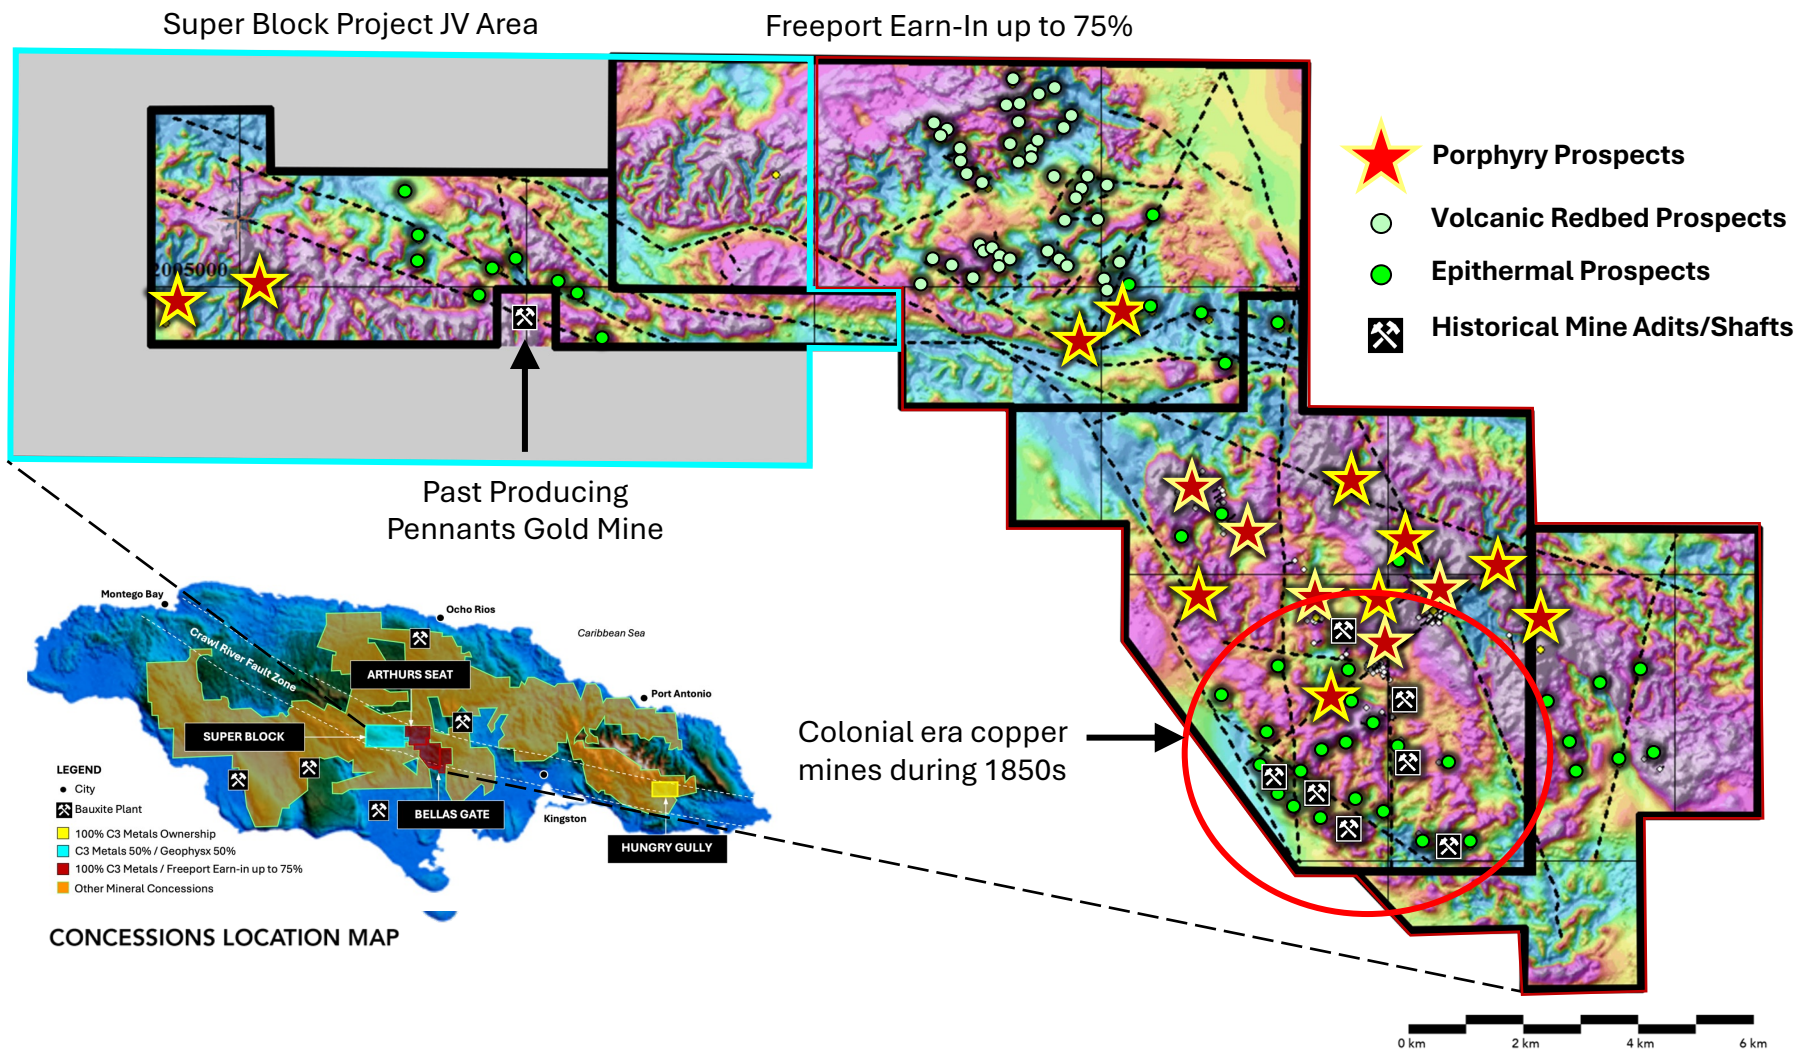 Super Block Project JV Area
Freeport Earn-In up to 75%
2005000
Porphyry Prospects
Volcanic Redbed Prospects
Epithermal Prospects
Historical Mine Adits/Shafts
Past Producing
Pennants Gold Mine
Colonial era copper
mines during 1850s
Montego Bay
Ocho Rios
Caribbean Sea
Crawl River Fault Zone
ARTHURS SEAT
Port Antonio
SUPER BLOCK
BELLAS GATE
Kingston
HUNGRY GULLY
LEGEND
City
Bauxite Plant
100% C3 Metals Ownership
C3 Metals 50% / Geophysx 50%
100% C3 Metals / Freeport Earn-in up to 75%
Other Mineral Concessions
CONCESSIONS LOCATION MAP
0 km 2 km 4 km 6 km